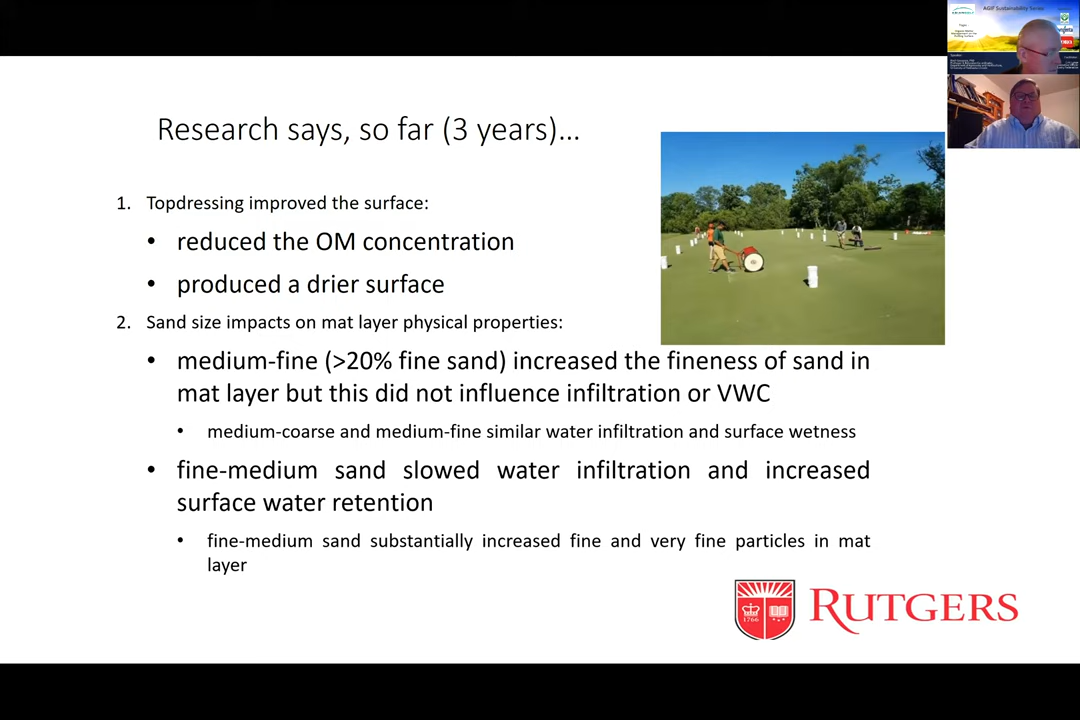 AGIF Sustainability Series
Research says, so far (3 years)...
1. Topdressing improved the surface:
• reduced the OM concentration
• produced a drier surface
2. Sand size impacts on mat layer physical properties:
• medium-fine (>20% fine sand) increased the fineness of sand in
mat layer but this did not influence infiltration or VWC
• medium-coarse and medium-fine similar water infiltration and surface wetness
• fine-medium sand slowed water infiltration and increased
surface water retention
• fine-medium sand substantially increased fine and very fine particles in mat
layer
1766
RUTGERS